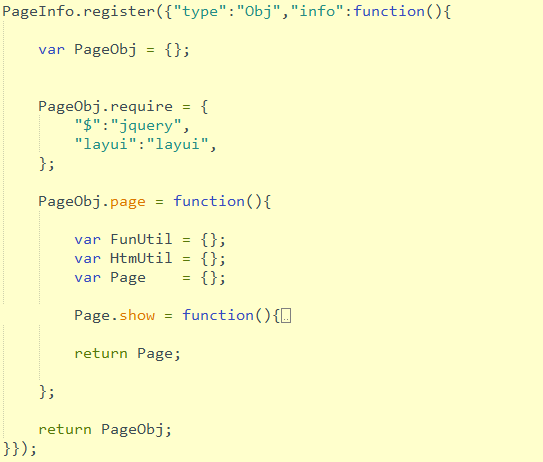 PageInfo.register({"type":"Obj","info":function(){
var PageObj = {};
PageObj.require = {
"$":"jquery",
"layui":"layui",
};
PageObj.page = function(){
var FunUtil = {};
var HtmUtil = {};
var Page    = {};
Page.show = function(){…
return Page;
};
return PageObj;
}});